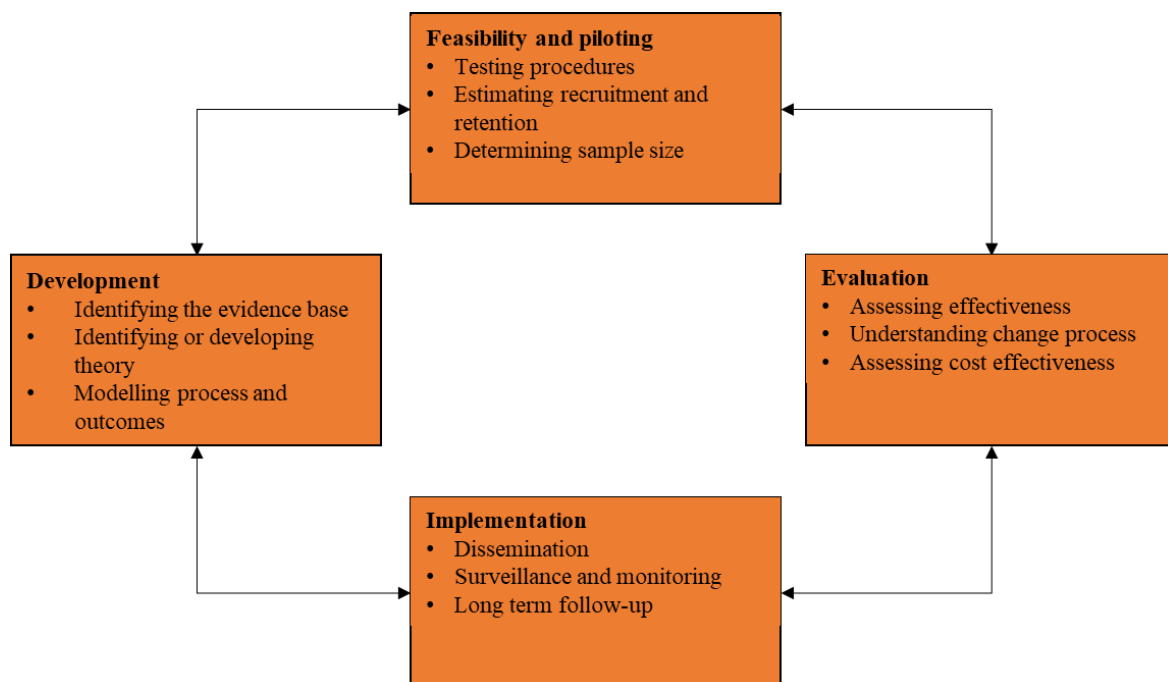 Feasibility and piloting
• Testing procedures
• Estimating recruitment and
retention
• Determining sample size
Development
• Identifying the evidence base
• Identifying or developing
theory
• Modelling process and
outcomes
Evaluation
• Assessing effectiveness
• Understanding change process
• Assessing cost effectiveness
Implementation
• Dissemination
• Surveillance and monitoring
• Long term follow-up